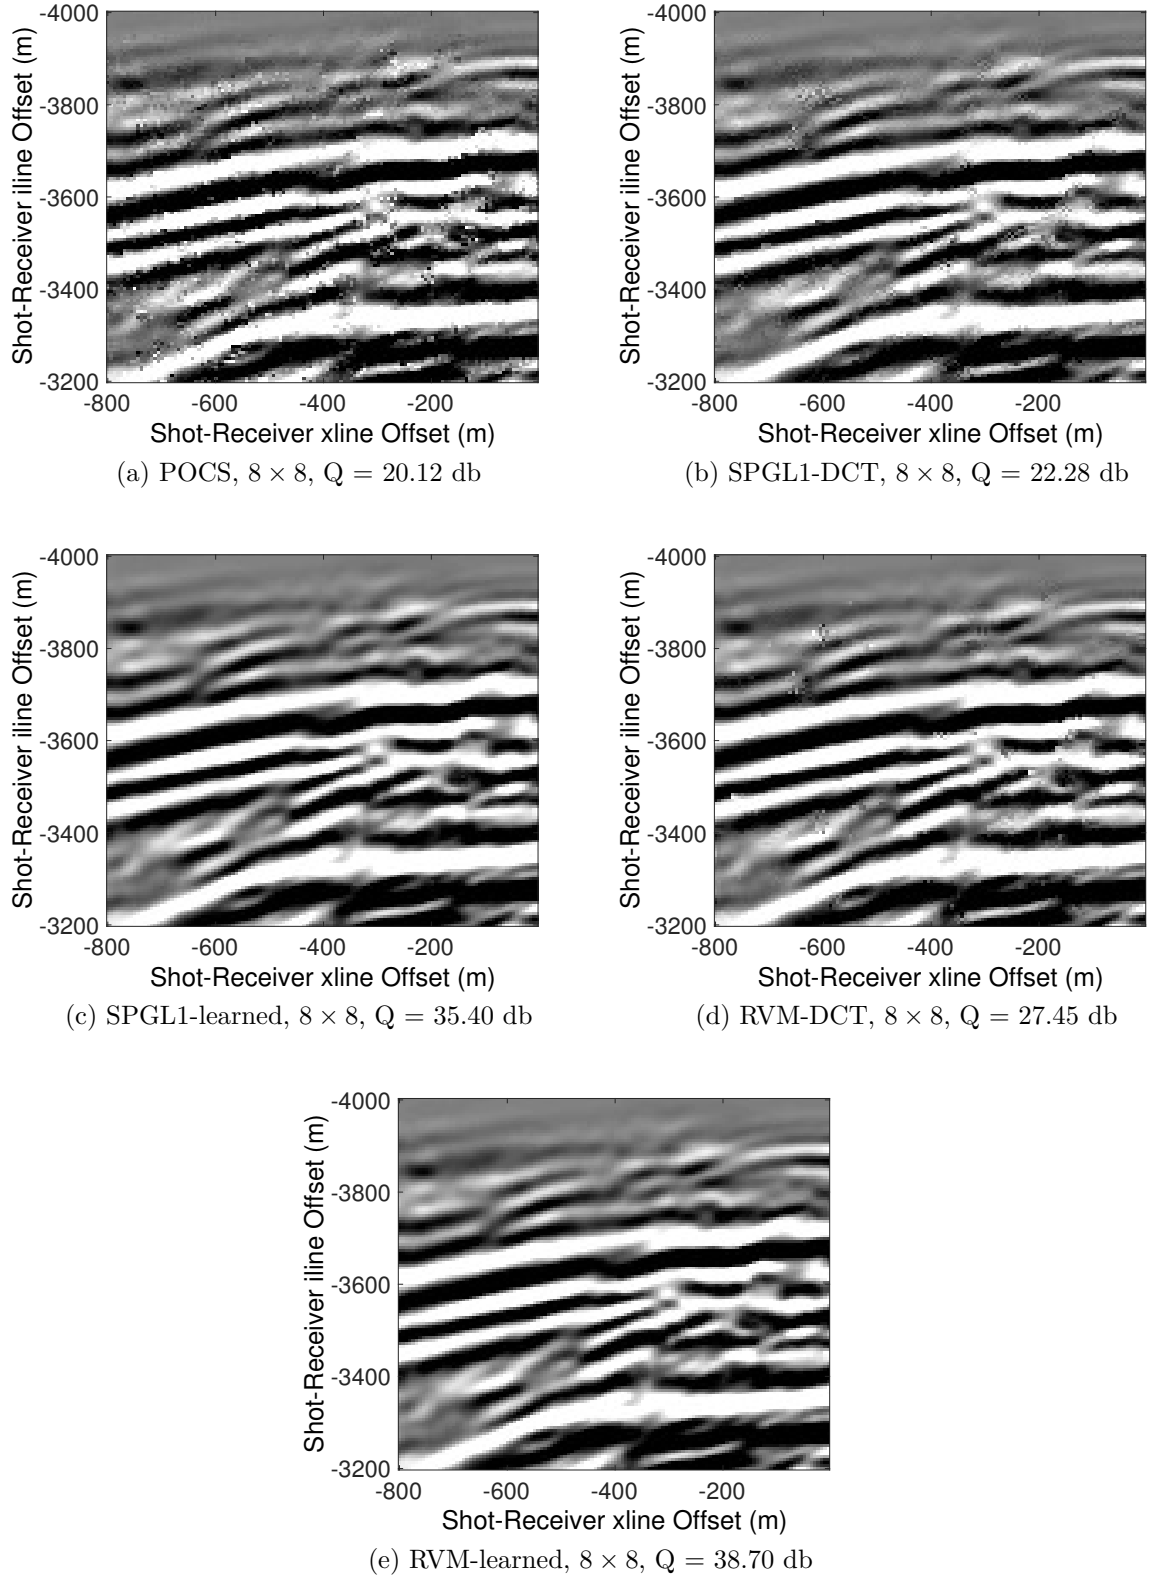 -4000
-3800
-3600
-3400
-3200
-800 -600 -400 -200
Shot-Receiver iline Offset (m)
Shot-Receiver xline Offset (m)
(a) POCS, 8 × 8, Q = 20.12 db
-4000
-3800
-3600
-3400
-3200
-800 -600 -400 -200
Shot-Receiver iline Offset (m)
Shot-Receiver xline Offset (m)
(b) SPGL1-DCT, 8 × 8, Q = 22.28 db
-4000
-3800
-3600
-3400
-3200
-800 -600 -400 -200
Shot-Receiver iline Offset (m)
Shot-Receiver xline Offset (m)
(c) SPGL1-learned, 8 × 8, Q = 35.40 db
-4000
-3800
-3600
-3400
-3200
-800 -600 -400 -200
Shot-Receiver iline Offset (m)
Shot-Receiver xline Offset (m)
(d) RVM-DCT, 8 × 8, Q = 27.45 db
-4000
-3800
-3600
-3400
-3200
-800 -600 -400 -200
Shot-Receiver iline Offset (m)
Shot-Receiver xline Offset (m)
(e) RVM-learned, 8 × 8, Q = 38.70 db